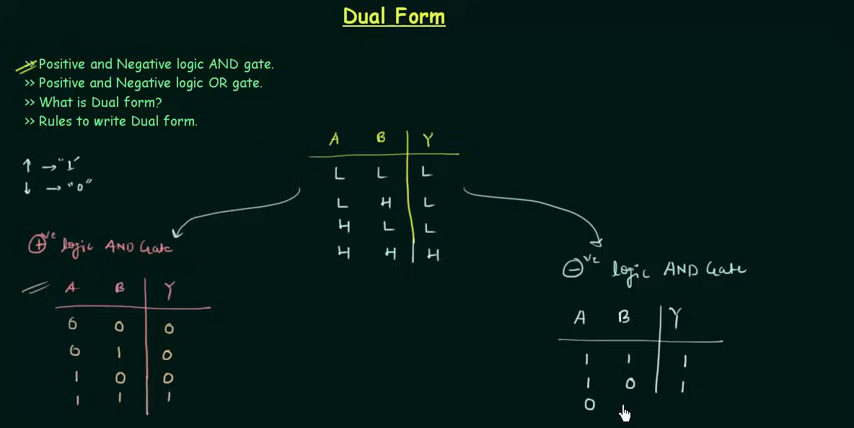 Dual Form
>> Positive and Negative logic AND gate.
>> Positive and Negative logic OR gate.
>> What is Dual form?
>> Rules to write Dual form.
A B Y
L L L
L H L
H L L
H H H
↑ → "1"
↓ → "0"
+ve logic AND Gate
A B Y
0 0 0
0 1 0
1 0 0
1 1 1
-ve logic AND Gate
A B Y
1 1 1
1 0 1
0